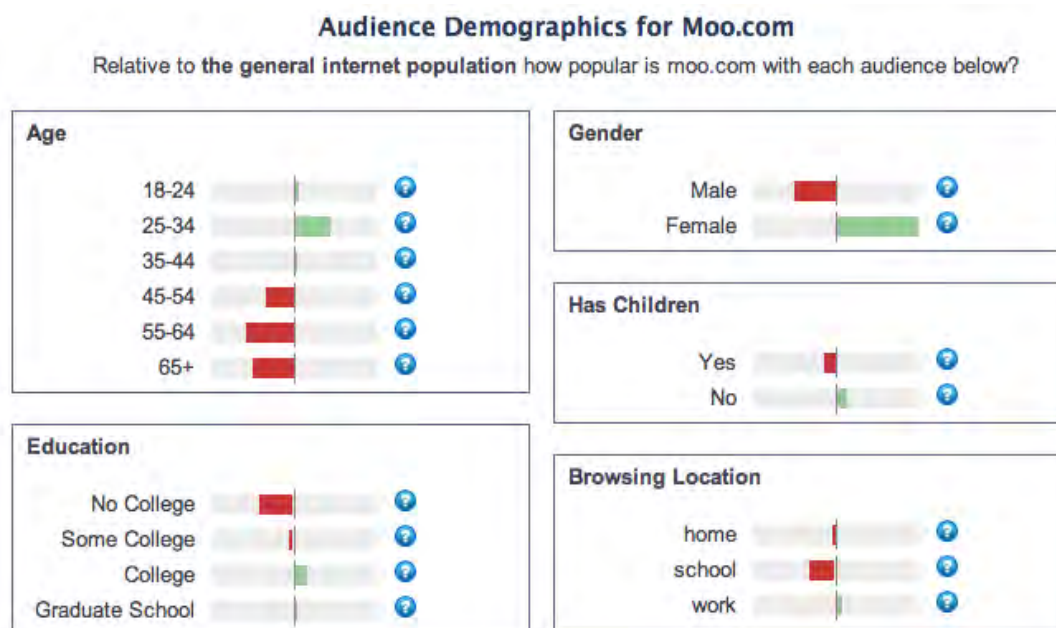 Audience Demographics for Moo.com
Relative to the general internet population how popular is moo.com with each audience below?
Age
18-24
25-34
35-44
45-54
55-64
65+
Education
No College
Some College
College
Graduate School
Gender
Male
Female
Has Children
Yes
No
Browsing Location
home
school
work